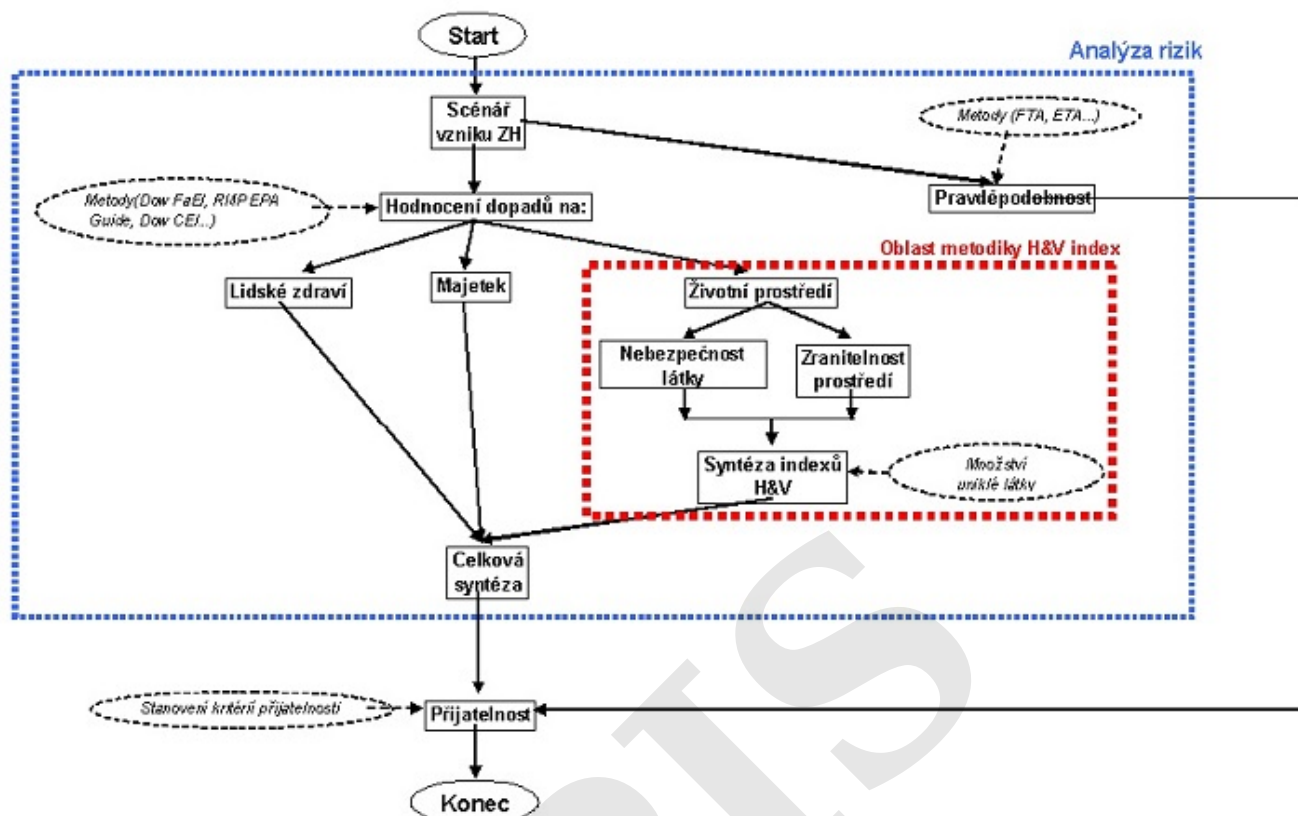 Start
Analýza rizik
Scénář
vzniku ZH
Metody (FTA, ETA...)
Metody(Dow FaEI, RMP EPA
Guide, Dow CEI...)
Hodnocení dopadů na:
Pravděpodobnost
Oblast metodiky H&V index
Lidské zdraví
Majetek
Životní prostředí
Nebezpečnost
látky
Zranitelnost
prostředí
Syntéza indexů
H&V
Množství
uniklé látky
Celková
syntéza
Stanovení kritérií přijatelnosti
Přijatelnost
Konec
PIS